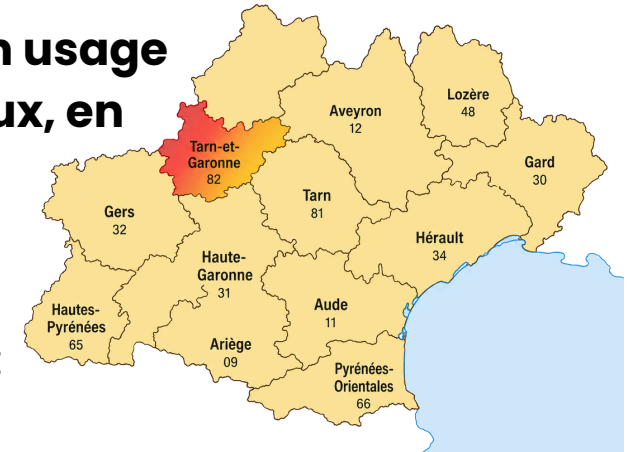 n usage
ux, en
Aveyron
12
Lozère
48
Tarn-et-
Garonne
82
Gard
30
Tarn
81
Gers
32
Hérault
34
Haute-
Garonne
31
Hautes-
Pyrénées
65
Aude
11
Ariège
09
Pyrénées-
Orientales
66